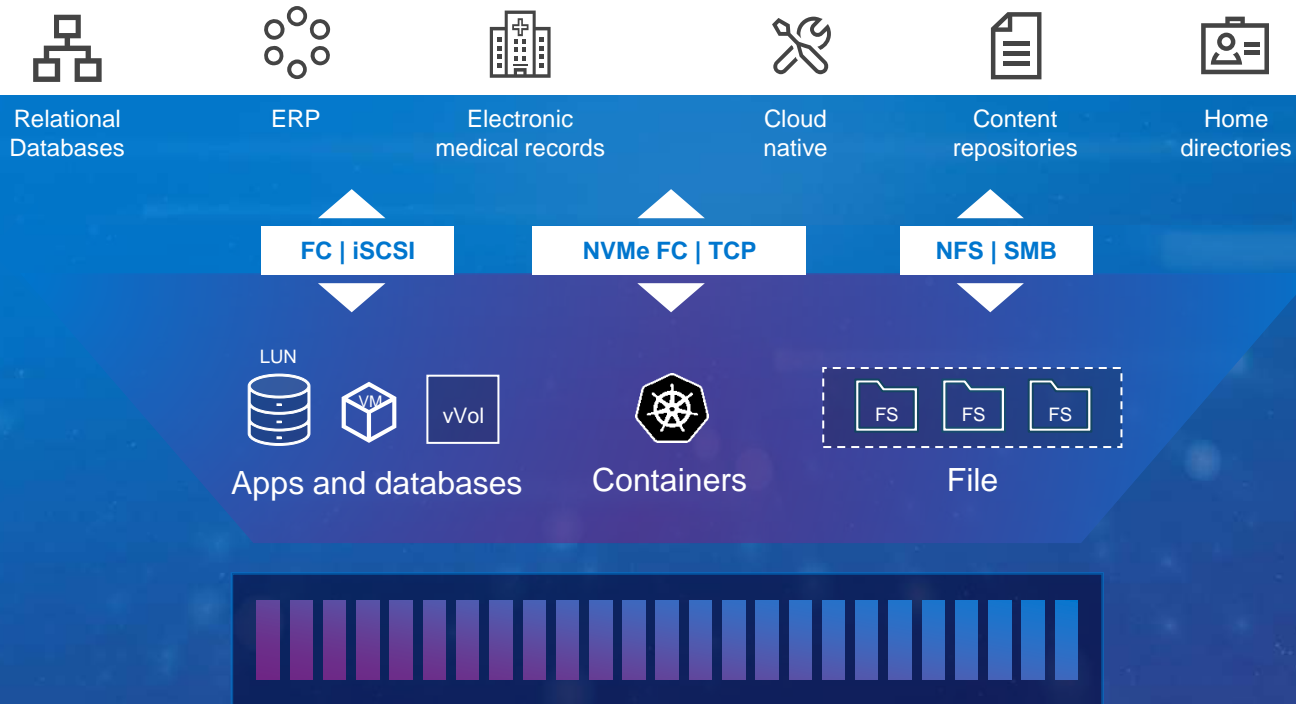 Relational
Databases
ERP
Electronic
medical records
Cloud
native
Content
repositories
Home
directories
FC | iSCSI
NVMe FC | TCP
NFS | SMB
LUN
VM
vVol
FS
FS
FS
Apps and databases
Containers
File